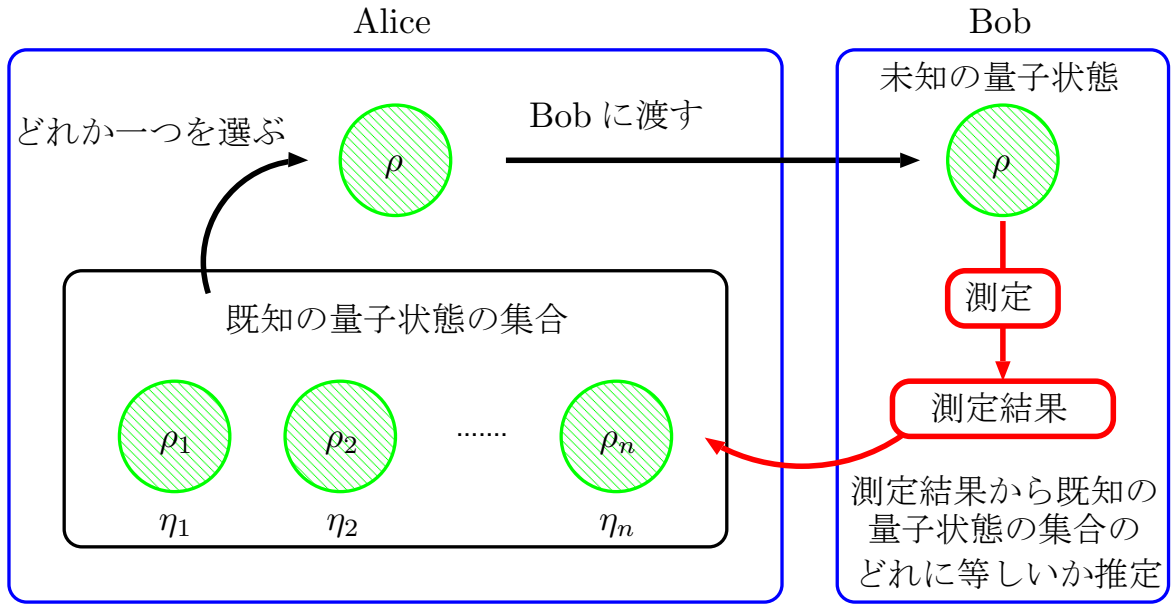 Alice
どれか一つを選ぶ
ρ
Bob に渡す
既知の量子状態の集合
ρ1
ρ2
.......
ρn
η1
η2
ηn
Bob
未知の量子状態
ρ
測定
測定結果
測定結果から既知の
量子状態の集合の
どれに等しいか推定